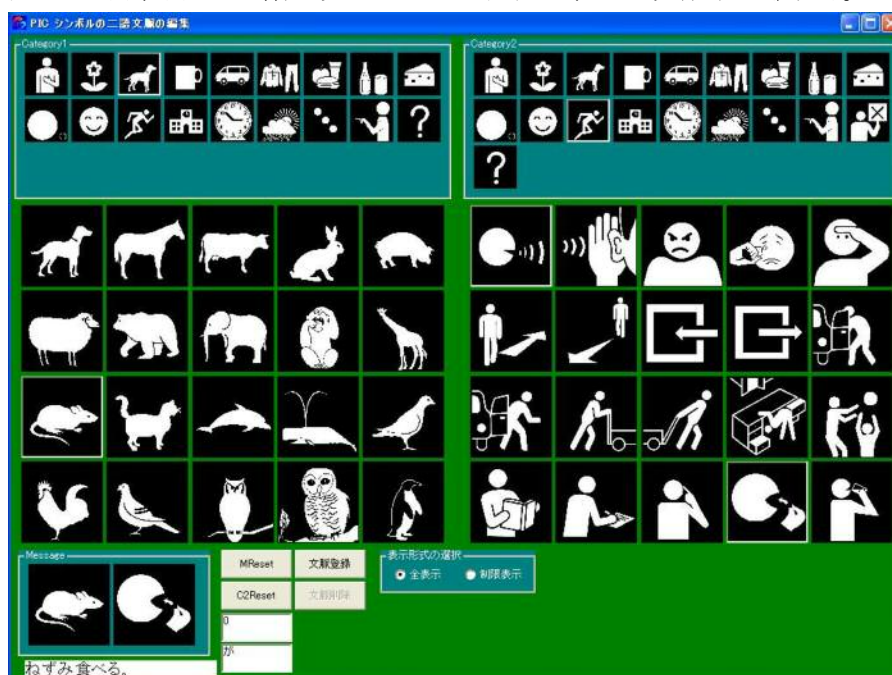 PIC シンボルの二語文脈の編集
Category1
Category2
?
?
?
Message
MReset
文脈登録
表示形式の選択
全表示
制限表示
C2Reset
文脈削除
0
が
ねずみ 食べる。